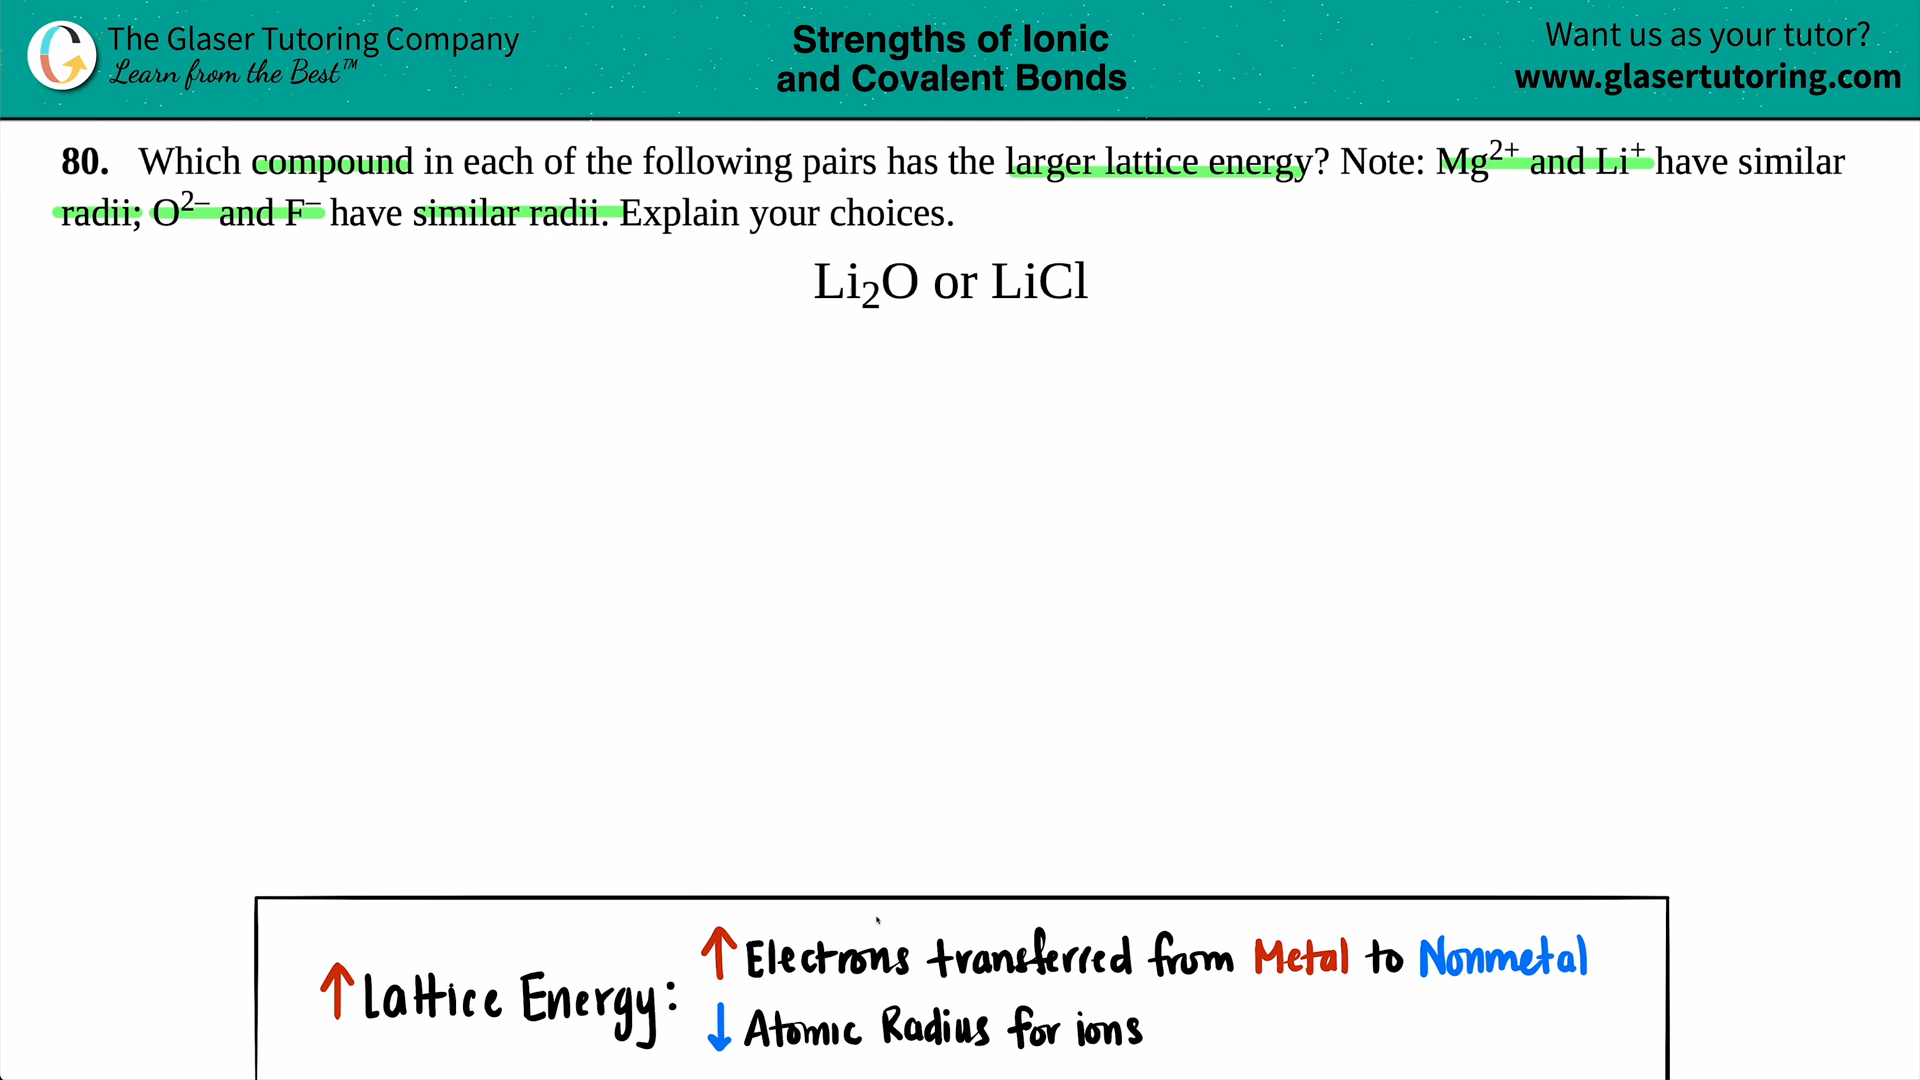 The Glaser Tutoring Company
Learn from the Best™
Strengths of Ionic
and Covalent Bonds
Want us as your tutor?
www.glasertutoring.com
80. Which compound in each of the following pairs has the larger lattice energy? Note: Mg²⁺ and Li⁺ have similar
radii; O²⁻ and F⁻ have similar radii. Explain your choices.
Li₂O or LiCl
↑ Lattice Energy:
↑ Electrons transferred from Metal to Nonmetal
↓ Atomic Radius for ions